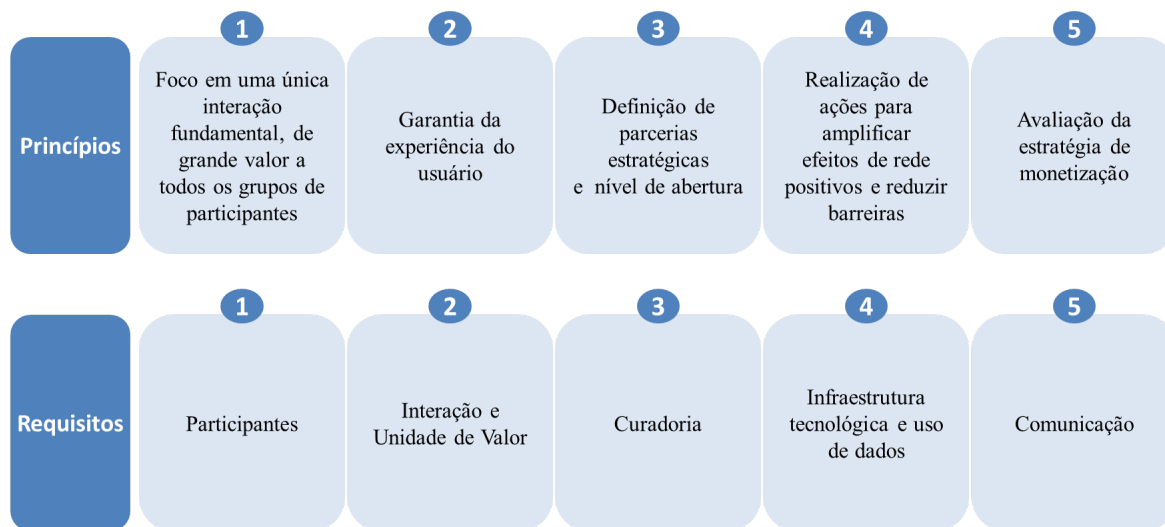 1
2
3
4
5
Princípios
Foco em uma única
interação
fundamental, de
grande valor a
todos os grupos de
participantes
Garantia da
experiência do
usuário
Definição de
parcerias
estratégicas
e nível de abertura
Realização de
ações para
amplificar
efeitos de rede
positivos e reduzir
barreiras
Avaliação da
estratégia de
monetização
1
2
3
4
5
Requisitos
Participantes
Interação e
Unidade de Valor
Curadoria
Infraestrutura
tecnológica e uso
de dados
Comunicação